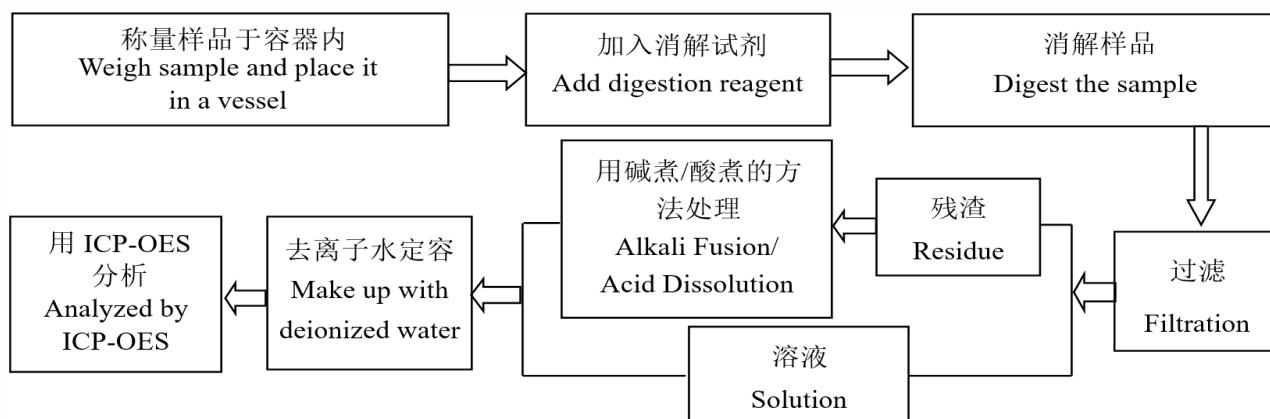 称量样品于容器内
Weigh sample and place it
in a vessel
加入消解试剂
Add digestion reagent
消解样品
Digest the sample
过滤
Filtration
残渣
Residue
用碱煮/酸煮的方
法处理
Alkali Fusion/
Acid Dissolution
溶液
Solution
去离子水定容
Make up with
deionized water
用 ICP-OES
分析
Analyzed by
ICP-OES